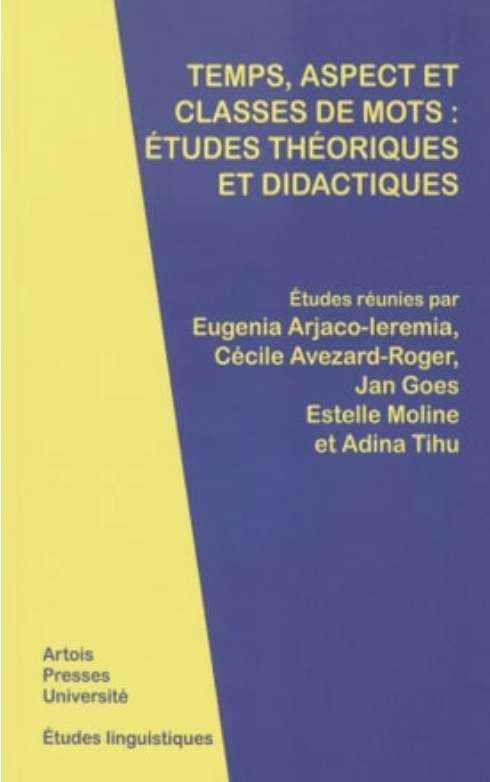 TEMPS, ASPECT ET
CLASSES DE MOTS :
ÉTUDES THÉORIQUES
ET DIDACTIQUES
Études réunies par
Eugenia Arjaco-Ieremia,
Cécile Avezard-Roger,
Jan Goes
Estelle Moline
et Adina Tihu
Artois
Presses
Université
Études linguistiques